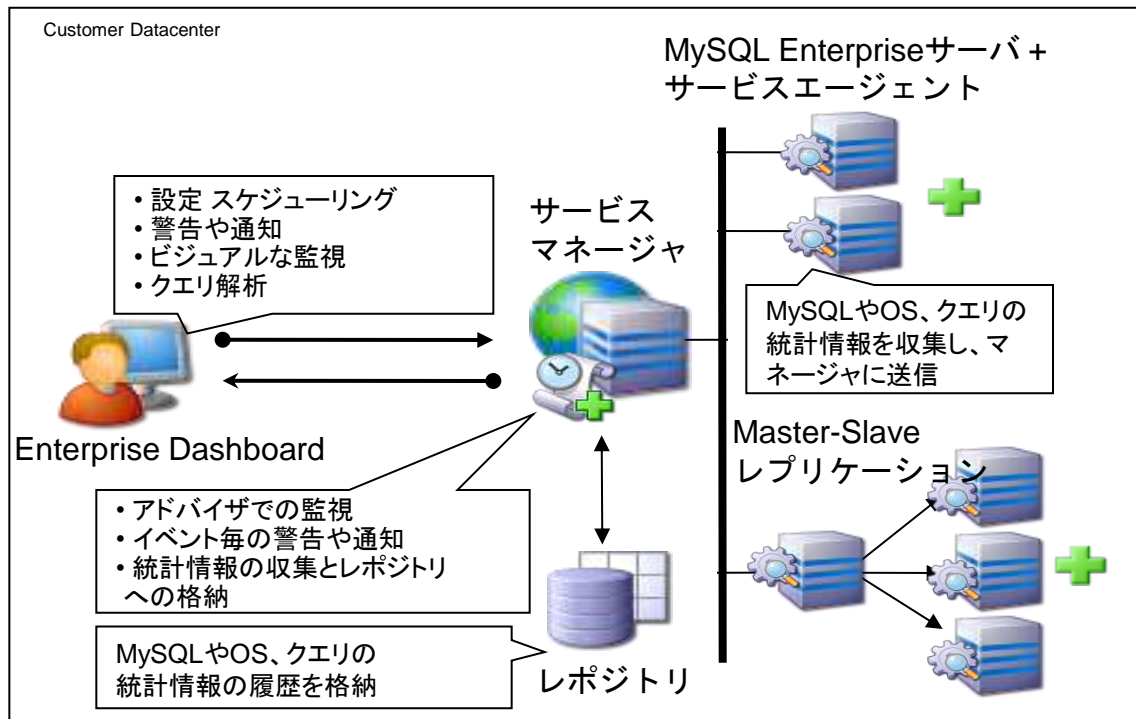 Customer Datacenter
MySQL Enterpriseサーバ +
サービスエージェント
• 設定 スケジューリング
• 警告や通知
• ビジュアルな監視
• クエリ解析
サービス
マネージャ
MySQLやOS、クエリの
統計情報を収集し、マ
ネージャに送信
Enterprise Dashboard
Master-Slave
レプリケーション
• アドバイザでの監視
• イベント毎の警告や通知
• 統計情報の収集とレポジトリ
への格納
MySQLやOS、クエリの
統計情報の履歴を格納
レポジトリ